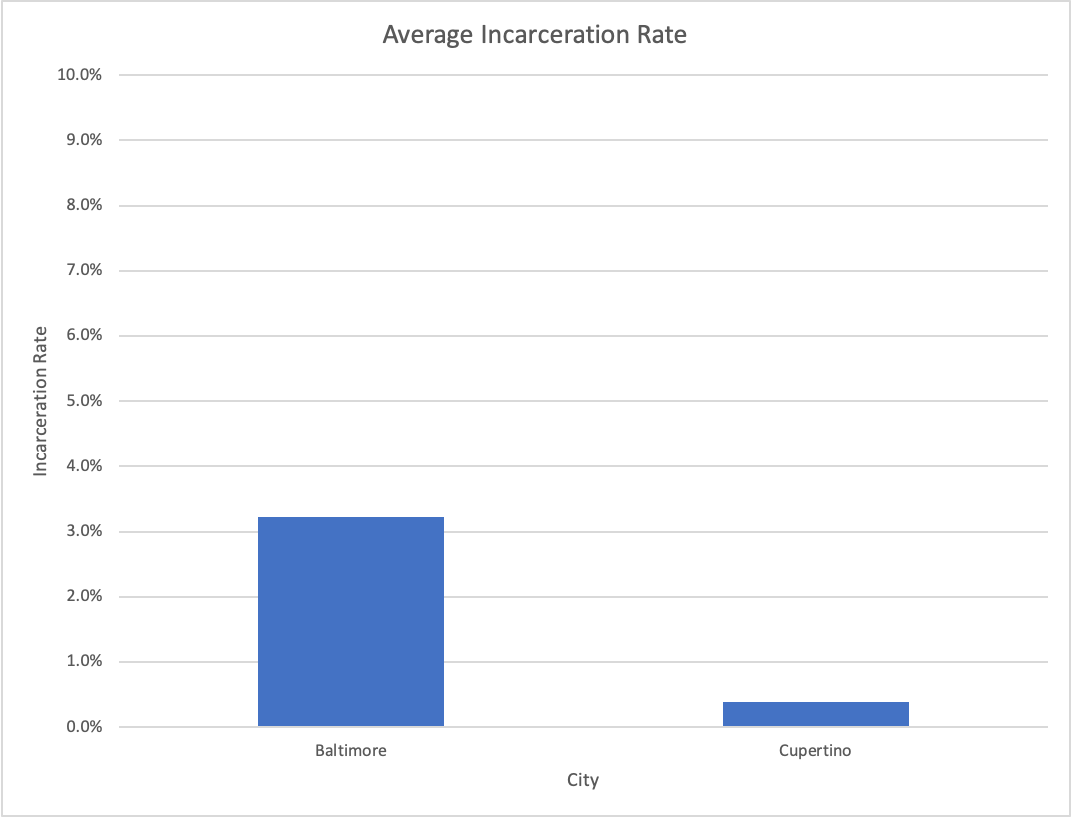 Average Incarceration Rate
10.0%
9.0%
8.0%
7.0%
6.0%
5.0%
4.0%
3.0%
2.0%
1.0%
0.0%
Incarceration Rate
Baltimore Cupertino
City